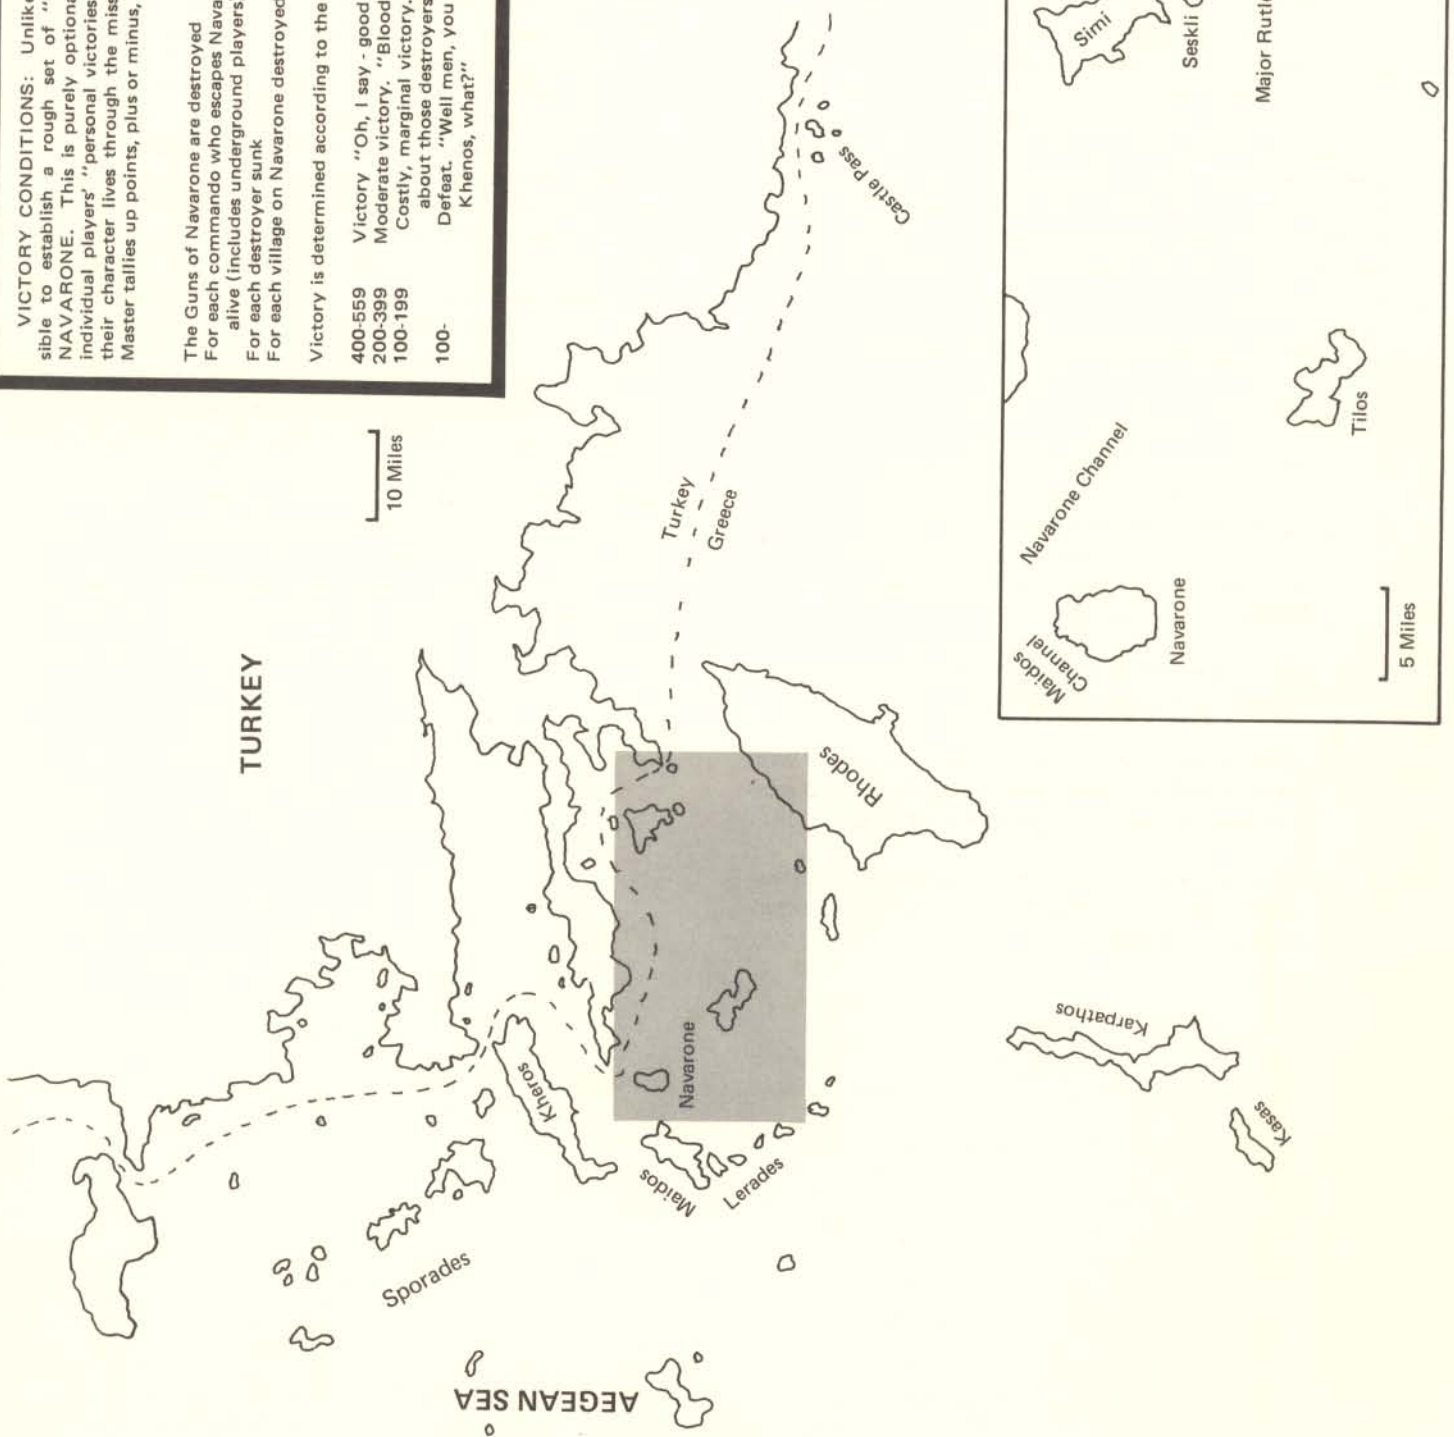 VICTORY CONDITIONS: Unlike
sible to establish a rough set of "
NAVARONE. This is purely optiona
individual players' "personal victories
their character lives through the miss
Master tallies up points, plus or minus,
The Guns of Navarone are destroyed
For each commando who escapes Nava
alive (includes underground players
For each destroyer sunk
For each village on Navarone destroyed
Victory is determined according to the
400-559 Victory "Oh, I say - good
200-399 Moderate victory. "Blood
100-199 Costly, marginal victory.
about those destroyers
100- Defeat. "Well men, you
Khenos, what?"
TURKEY
10 Miles
Turkey
Greece
Castle Pass
Rhodes
Navarone
Kheros
Maidos
Lerades
Sporades
AEGEAN SEA
Karpathos
Kasas
Simi
Seskli
Major Rutle
Navarone Channel
Maidos
Channel
Navarone
Tilos
5 Miles